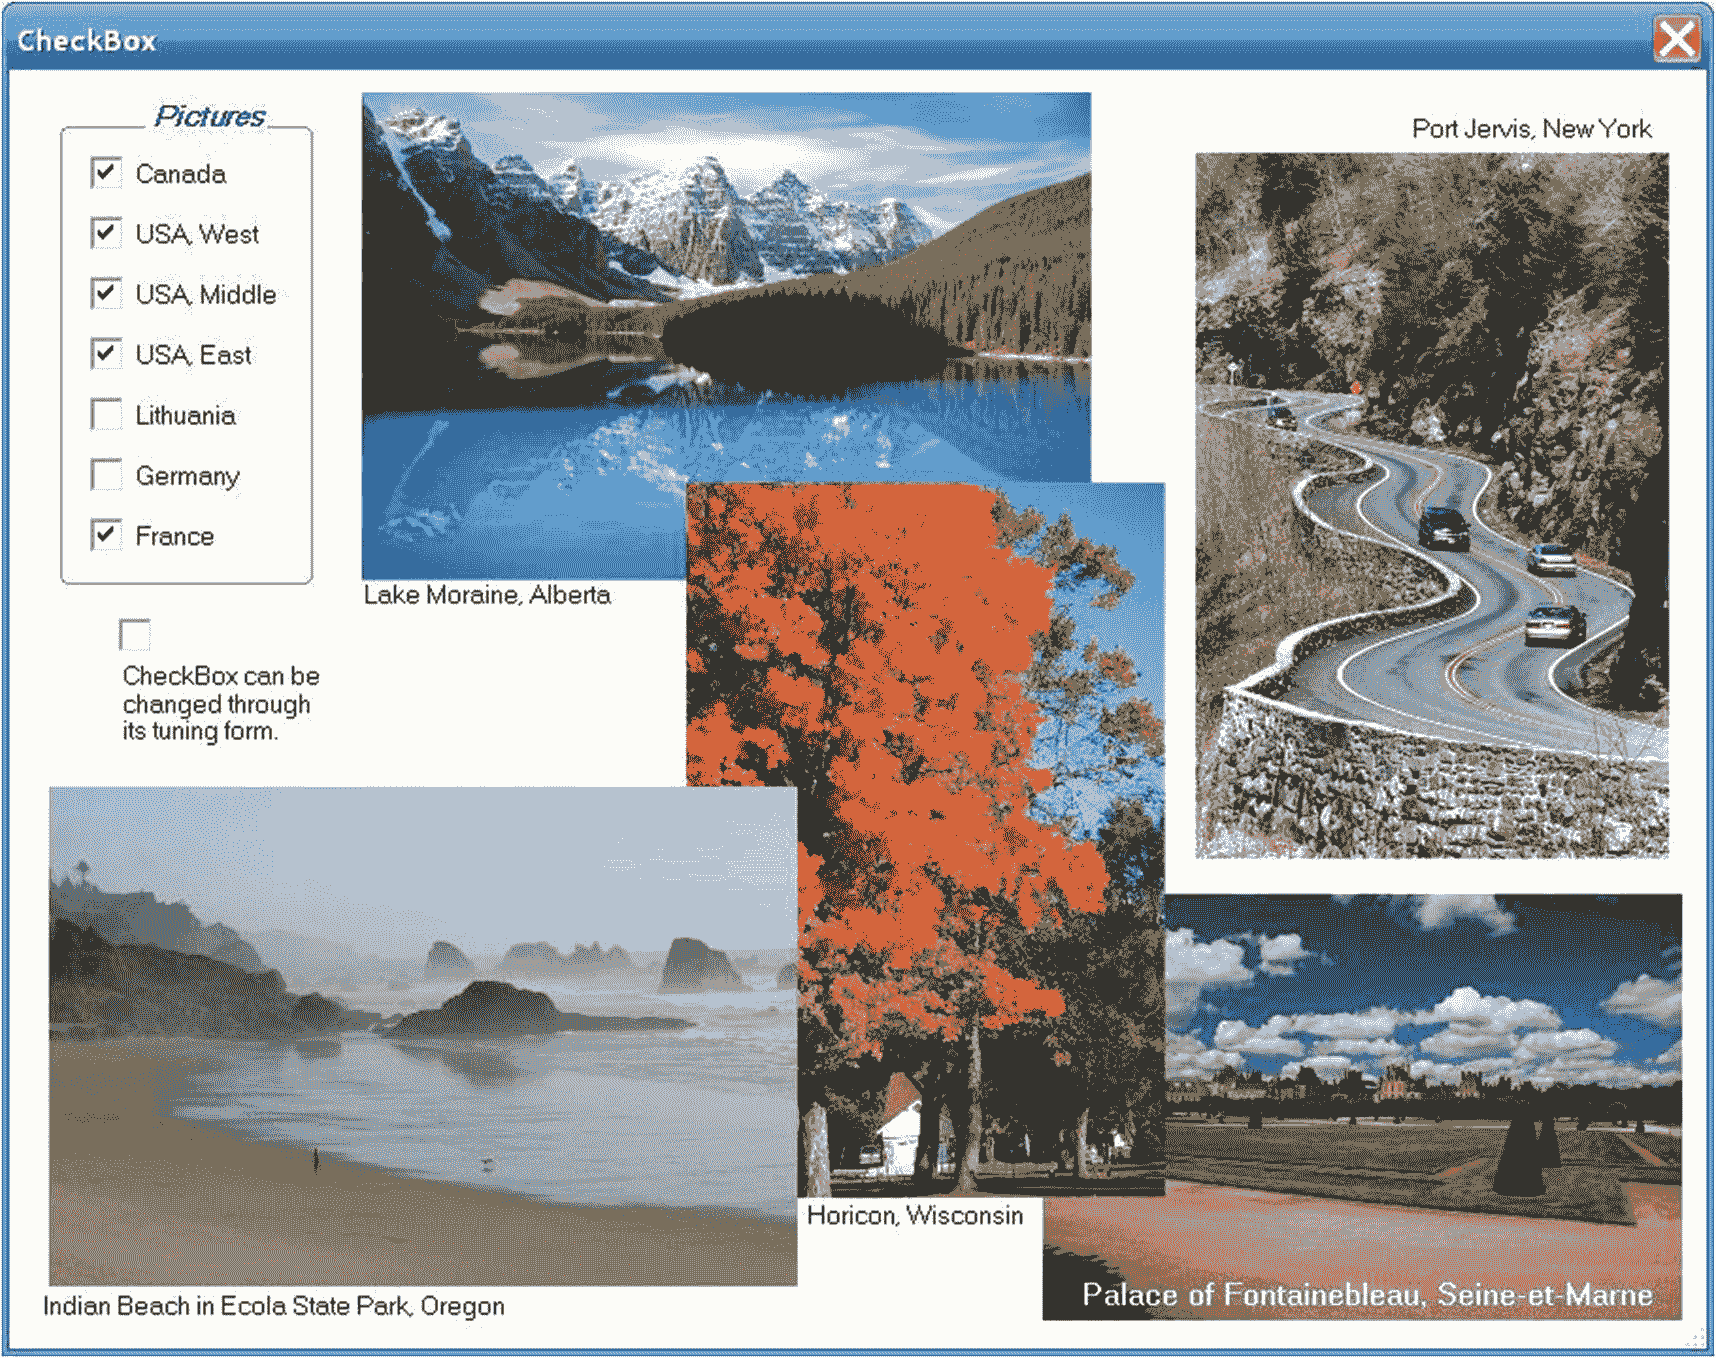 CheckBox
Pictures
Canada
USA, West
USA, Middle
USA, East
Lithuania
Germany
France
CheckBox can be
changed through
its tuning form.
Port Jervis, New York
Lake Moraine, Alberta
Horicon, Wisconsin
Palace of Fontainebleau, Seine-et-Marne
Indian Beach in Ecola State Park, Oregon